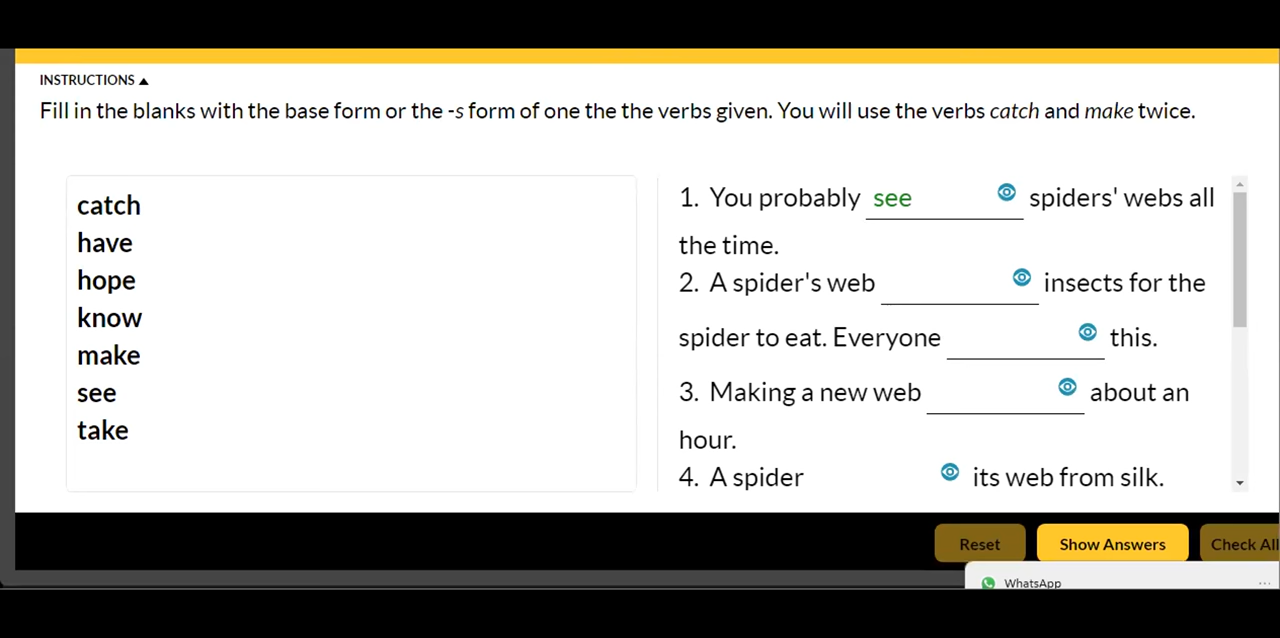 INSTRUCTIONS
Fill in the blanks with the base form or the -s form of one the the verbs given. You will use the verbs catch and make twice.
catch
have
hope
know
make
see
take
1. You probably see spiders' webs all
the time.
2. A spider's web insects for the
spider to eat. Everyone this.
3. Making a new web about an
hour.
4. A spider its web from silk.
Reset
Show Answers
Check All
WhatsApp